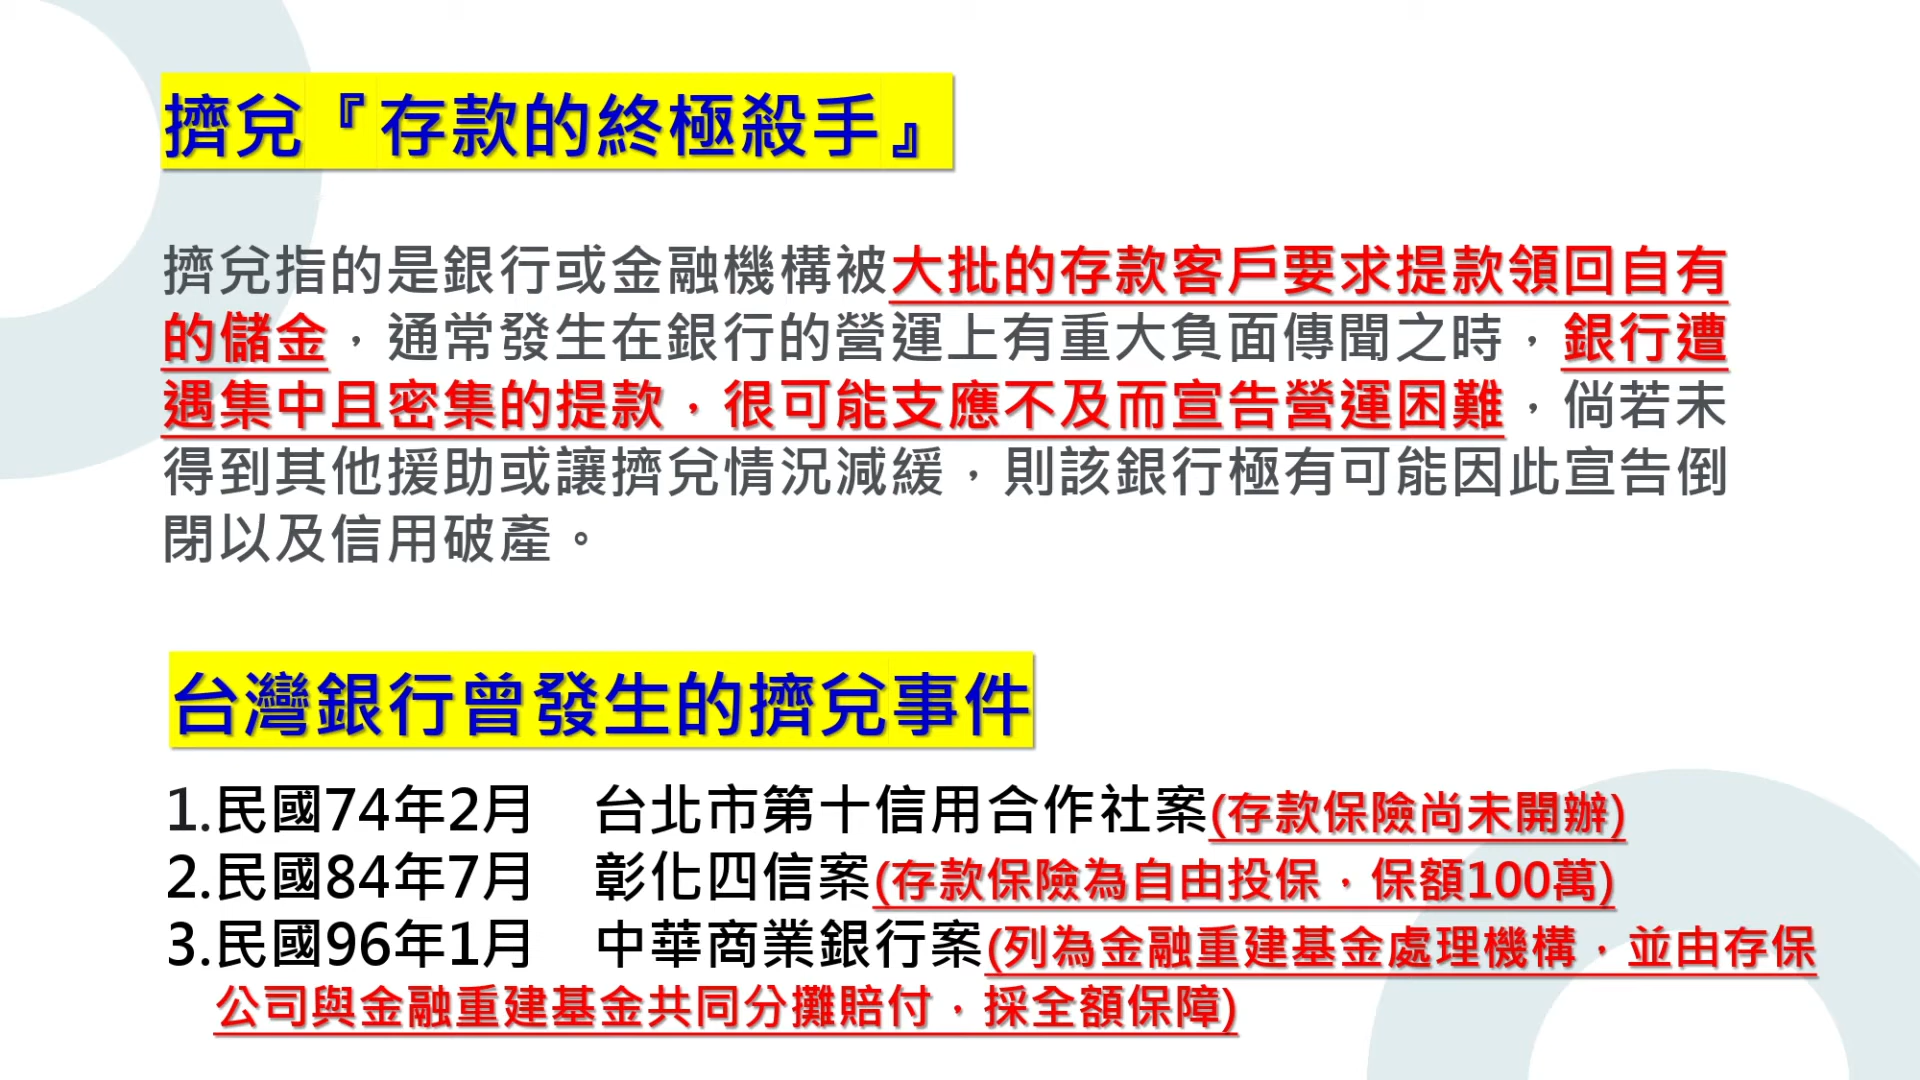 擠兌『存款的終極殺手』
擠兌指的是銀行或金融機構被大批的存款客戶要求提款領回自有
的儲金，通常發生在銀行的營運上有重大負面傳聞之時，銀行遭
遇集中且密集的提款，很可能支應不及而宣告營運困難，倘若未
得到其他援助或讓擠兌情況減緩，則該銀行極有可能因此宣告倒
閉以及信用破產。
台灣銀行曾發生的擠兌事件
1.民國74年2月　台北市第十信用合作社案(存款保險尚未開辦)
2.民國84年7月　彰化四信案(存款保險為自由投保，保額100萬)
3.民國96年1月　中華商業銀行案(列為金融重建基金處理機構，並由存保
公司與金融重建基金共同分攤賠付，採全額保障)